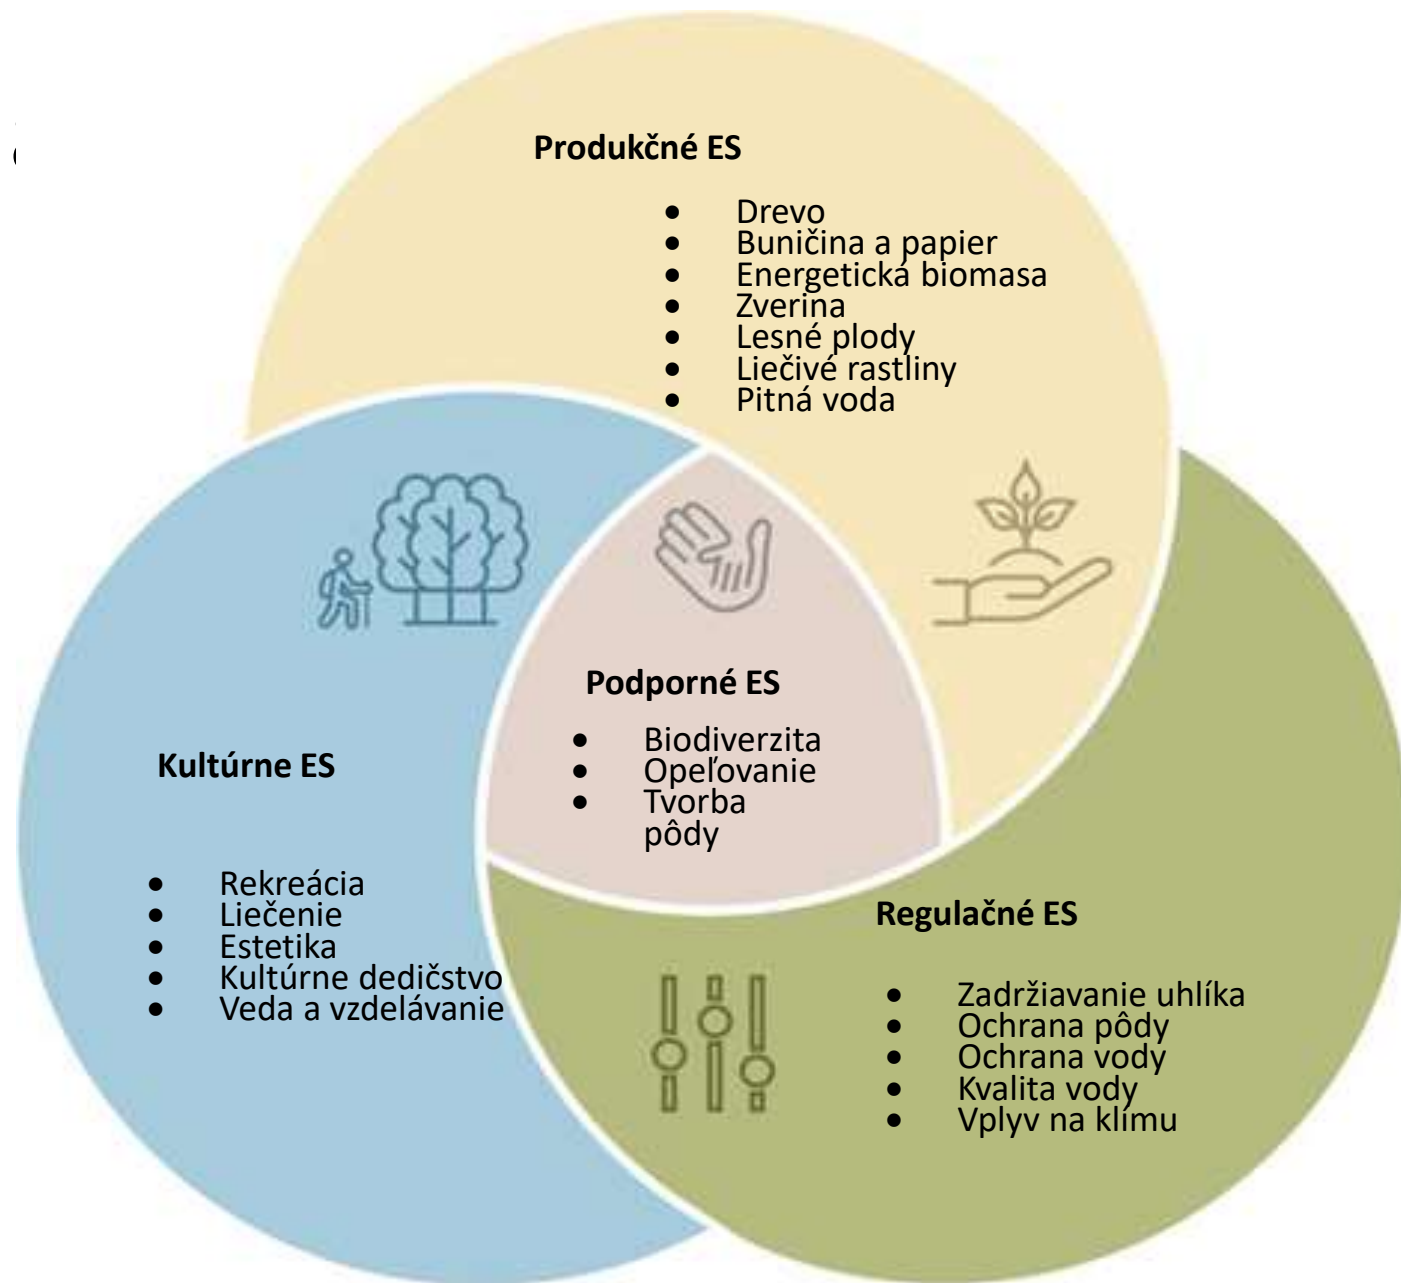 Produkčné ES
• Drevo
• Buničina a papier
• Energetická biomasa
• Zverina
• Lesné plody
• Liečivé rastliny
• Pitná voda
Podporné ES
• Biodiverzita
• Opeľovanie
• Tvorba
pôdy
Kultúrne ES
• Rekreácia
• Liečenie
• Estetika
• Kultúrne dedičstvo
• Veda a vzdelávanie
Regulačné ES
• Zadržiavanie uhlíka
• Ochrana pôdy
• Ochrana vody
• Kvalita vody
• Vplyv na klímu